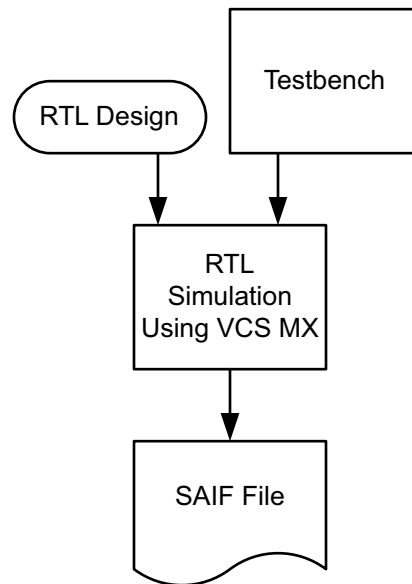 Testbench
RTL Design
RTL
Simulation
Using VCS MX
SAIF File